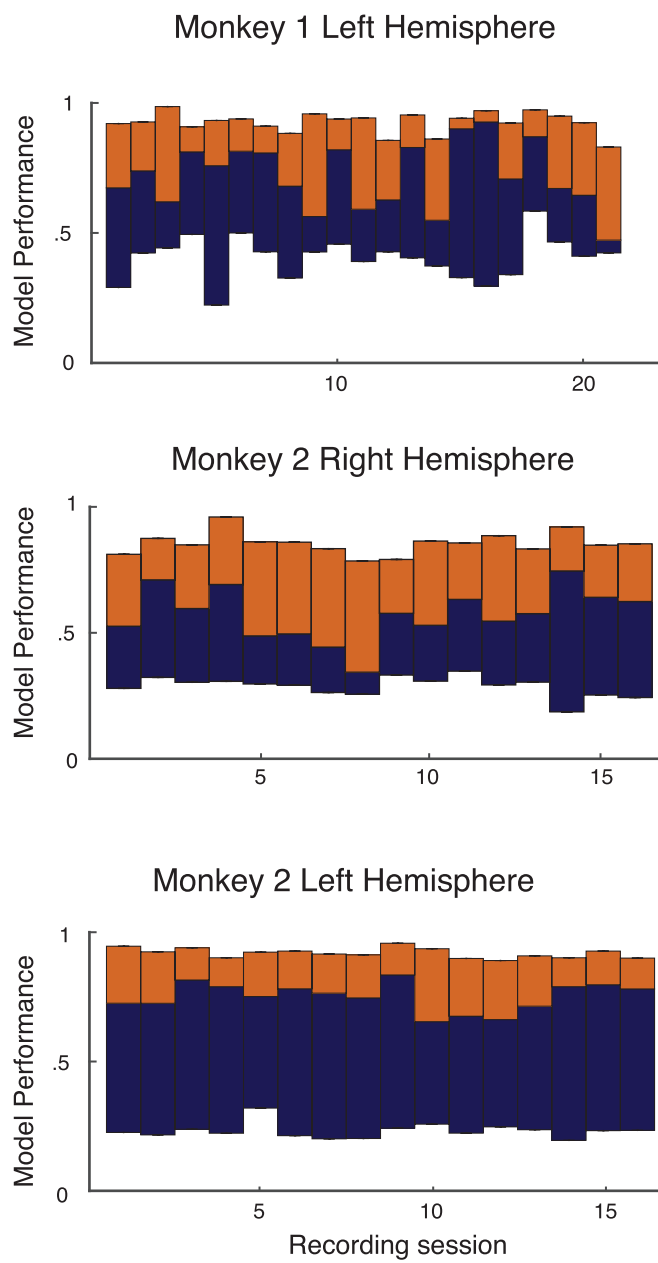 Monkey 1 Left Hemisphere
1
.5
0
Model Performance
10
20
Monkey 2 Right Hemisphere
1
.5
0
Model Performance
5
10
15
Monkey 2 Left Hemisphere
1
.5
0
Model Performance
5
10
15
Recording session